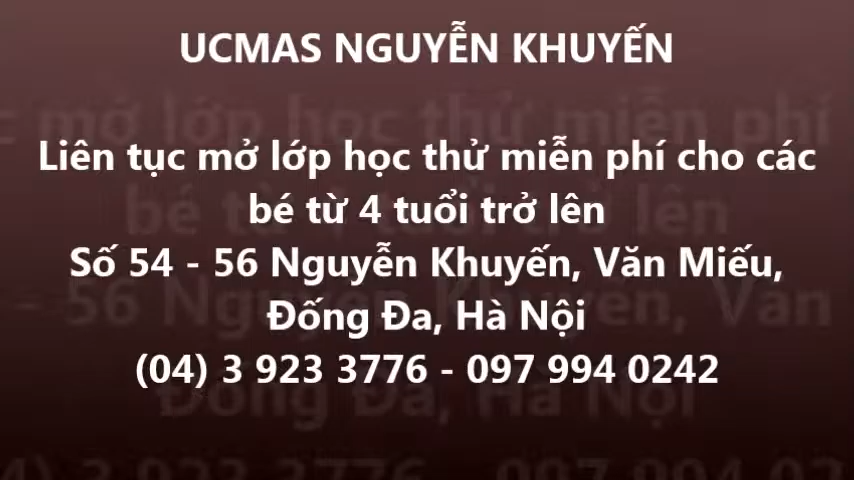 UCMAS NGUYỄN KHUYẾN
Liên tục mở lớp học thử miễn phí cho các
bé từ 4 tuổi trở lên
Số 54 - 56 Nguyễn Khuyến, Văn Miếu,
Đống Đa, Hà Nội
(04) 3 923 3776 - 097 994 0242